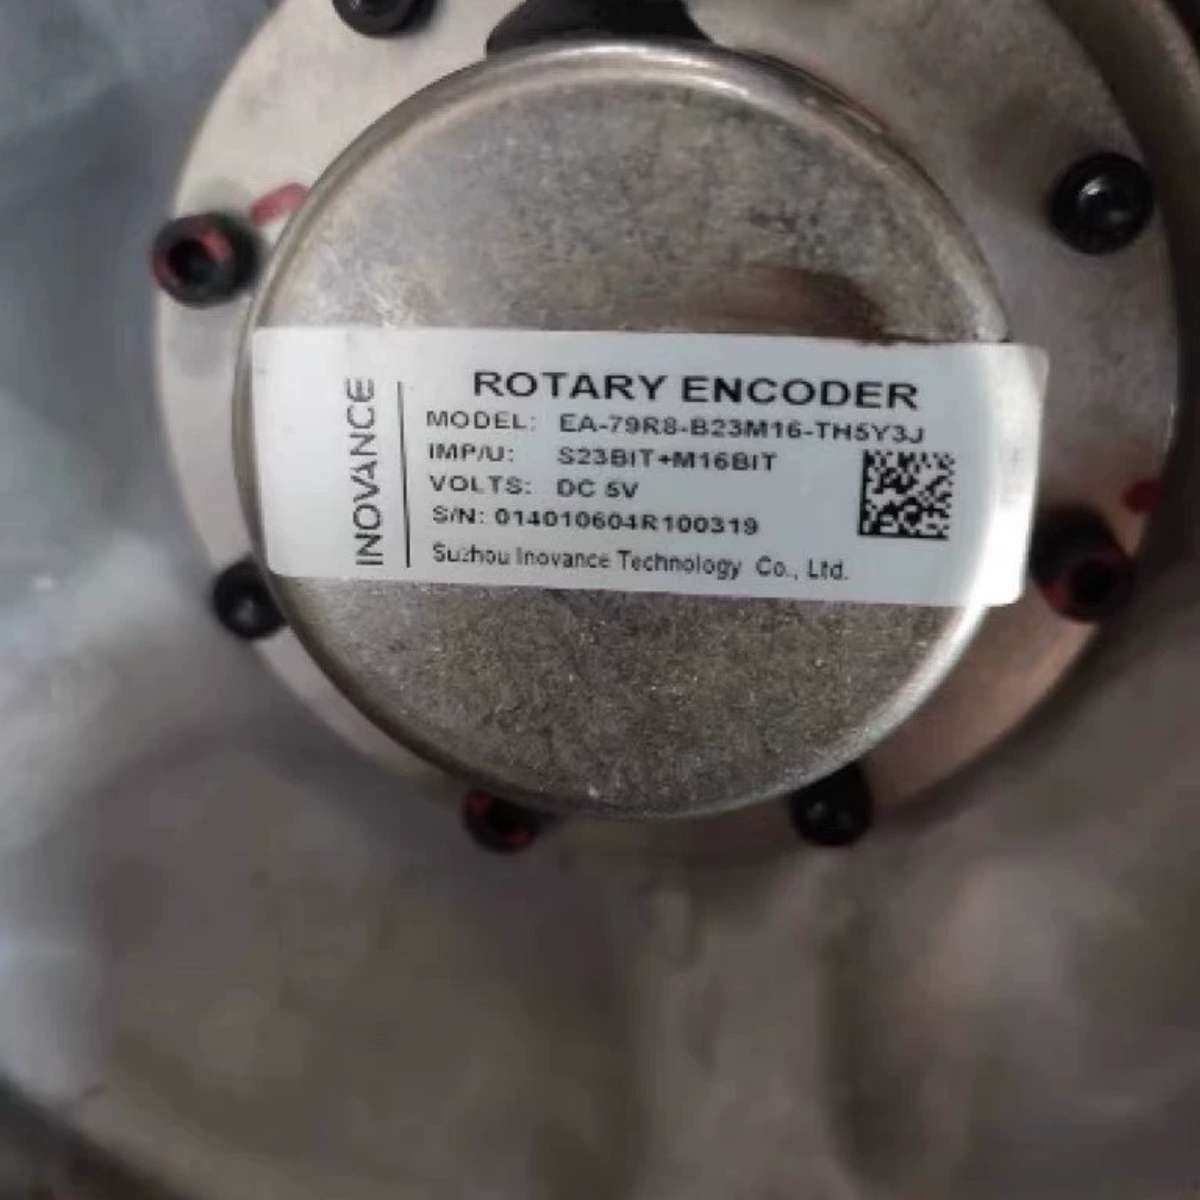 INOVANCE
ROTARY ENCODER
MODEL: EA-79R8-B23M16-TH5Y3J
IMP/U: S23BIT+M16BIT
VOLTS: DC 5V
S/N: 014010604R100319
Suzhou Inovance Technology Co., Ltd.